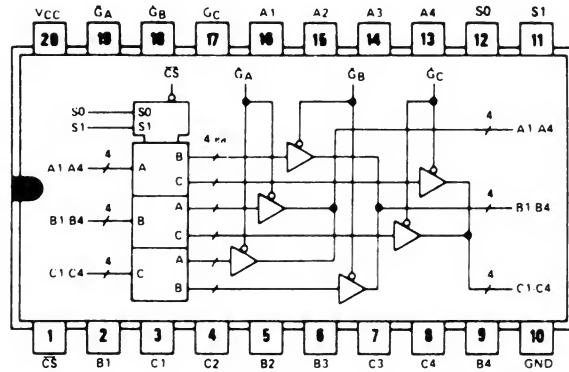 VCC ḠA ḠB ḠC A1 A2 A3 A4 S0 S1
20 19 18 17 16 15 14 13 12 11
C̅S̅ ḠA ḠB ḠC
S0 S0
S1 S1
4 4 4
A1 A4 A B A1 A4
C
4 A 4
B1 B4 B B1 B4
C
4 A 4
C1 C4 C C1-C4
B
1 2 3 4 5 6 7 8 9 10
C̅S̅ B1 C1 C2 B2 B3 C3 C4 B4 GND